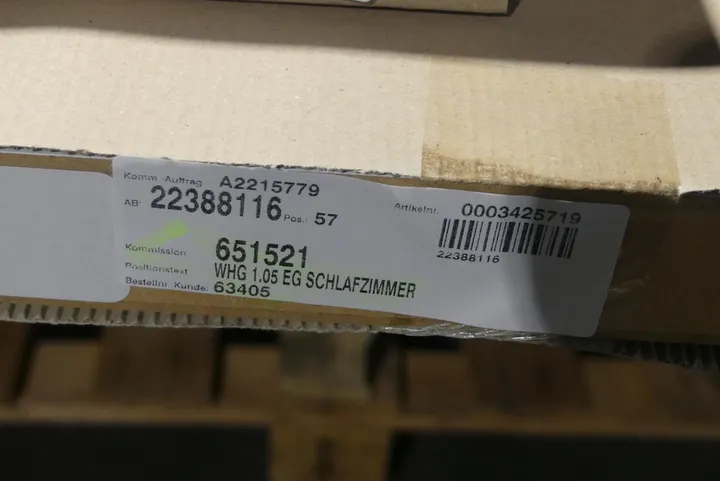 Komm.-Auftrag A2215779
AB: 22388116 Pos.: 57
Artikelnr. 0003425719
22388116
Kommission 651521
Positionstext WHG 1.05 EG SCHLAFZIMMER
Bestellnr. Kunde: 63405